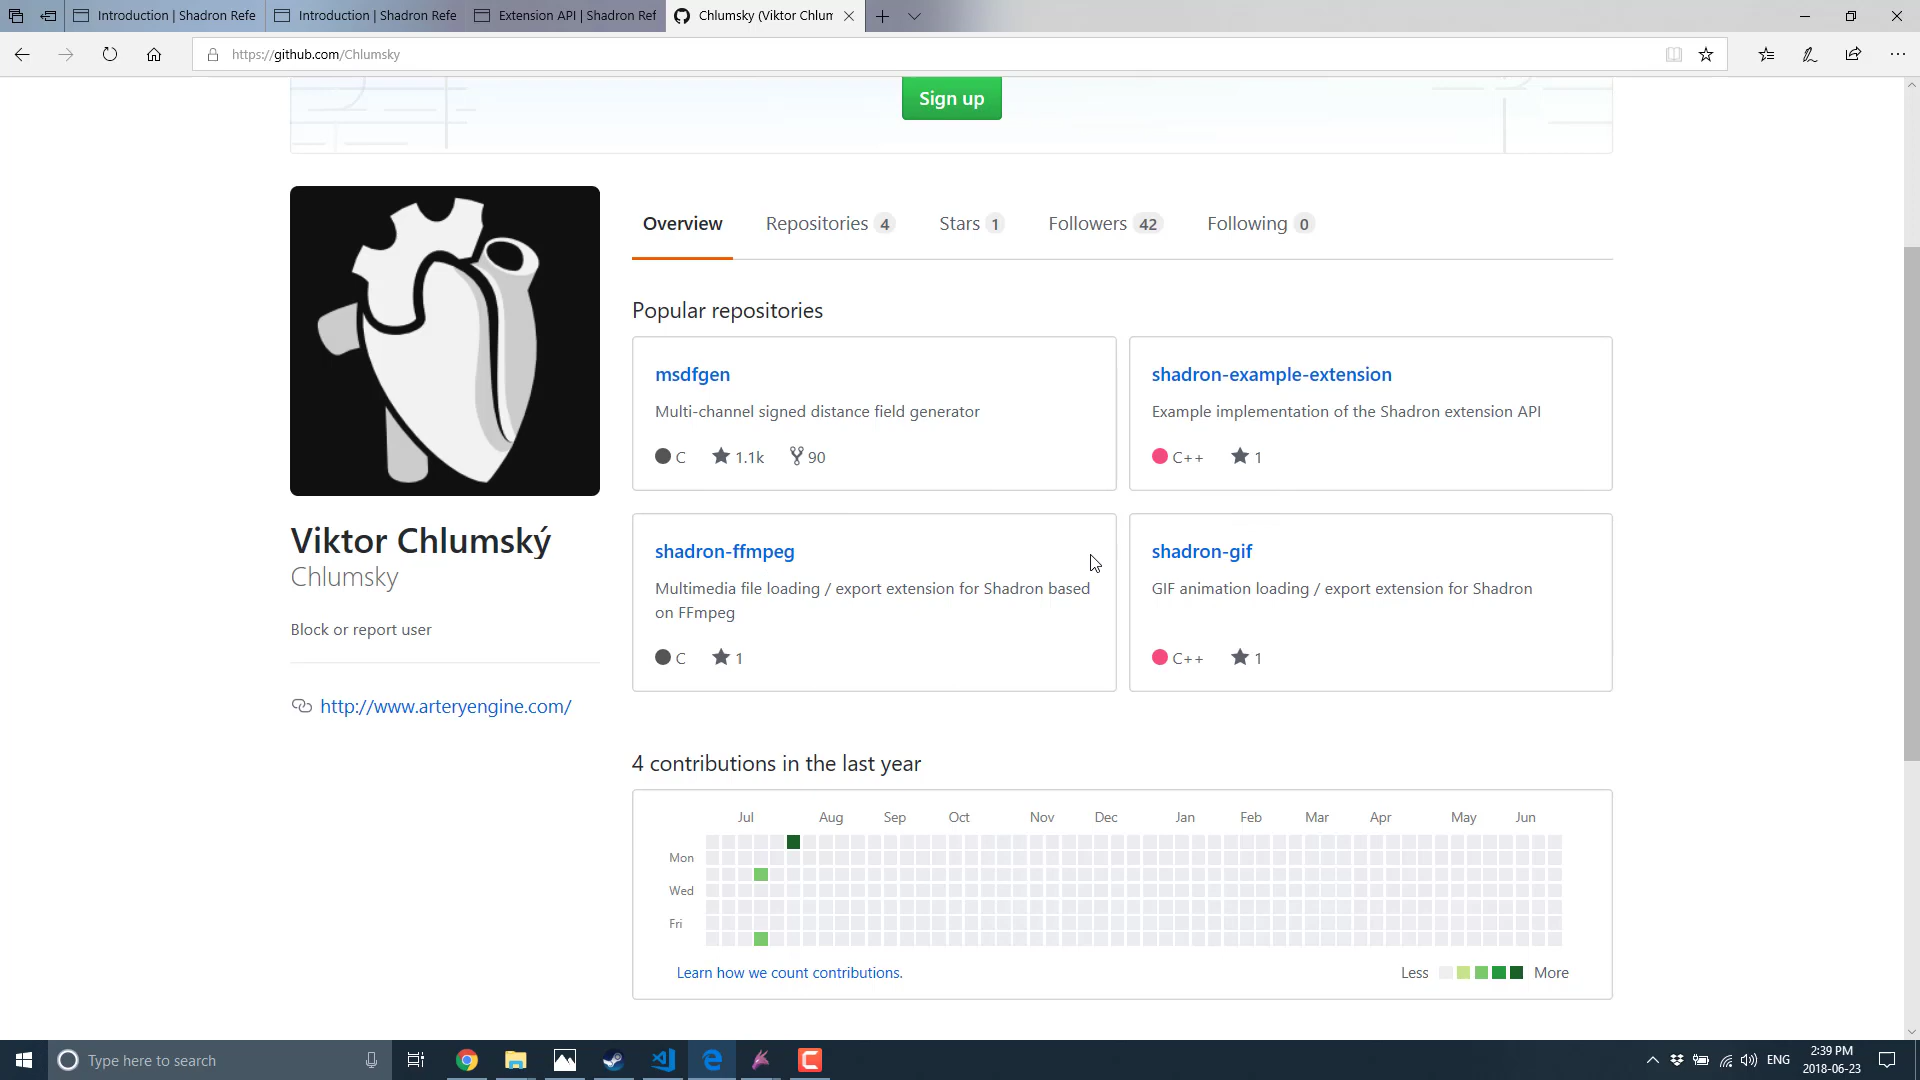 Introduction | Shadron Refe
Introduction | Shadron Refe
Extension API | Shadron Ref
Chlumsky (Viktor Chlum
https://github.com/Chlumsky
Sign up
Overview
Repositories 4
Stars 1
Followers 42
Following 0
Popular repositories
msdfgen
Multi-channel signed distance field generator
C 1.1k 90
shadron-example-extension
Example implementation of the Shadron extension API
C++ 1
shadron-ffmpeg
Multimedia file loading / export extension for Shadron based
on FFmpeg
C 1
shadron-gif
GIF animation loading / export extension for Shadron
C++ 1
Viktor Chlumský
Chlumsky
Block or report user
http://www.arteryengine.com/
4 contributions in the last year
Jul Aug Sep Oct Nov Dec Jan Feb Mar Apr May Jun
Mon
Wed
Fri
Learn how we count contributions.
Less More
Type here to search
ENG
2:39 PM
2018-06-23